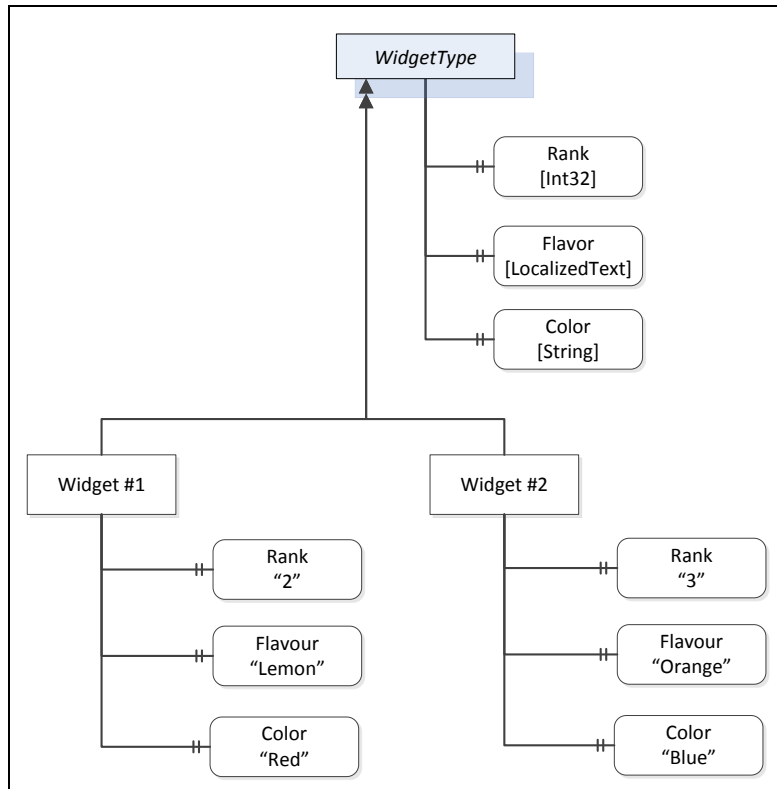 WidgetType
Rank
[Int32]
Flavor
[LocalizedText]
Color
[String]
Widget #1
Widget #2
Rank
“2”
Rank
“3”
Flavour
“Lemon”
Flavour
“Orange”
Color
“Red”
Color
“Blue”